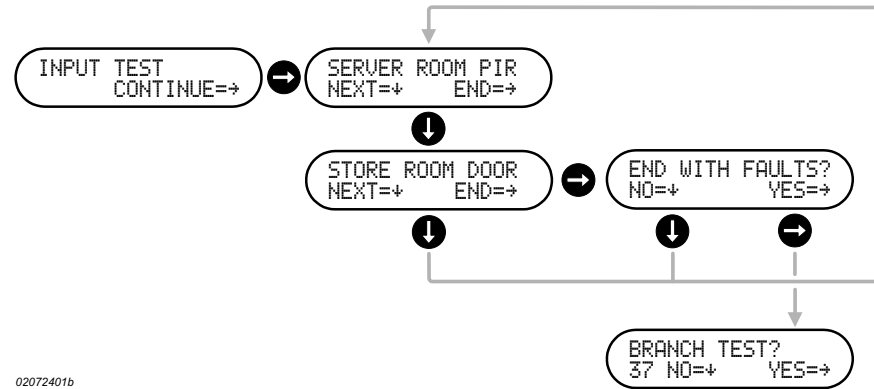 INPUT TEST
CONTINUE=→
SERVER ROOM PIR
NEXT=↓ END=→
STORE ROOM DOOR
NEXT=↓ END=→
END WITH FAULTS?
NO=↓ YES=→
BRANCH TEST?
37 NO=↓ YES=→
02072401b